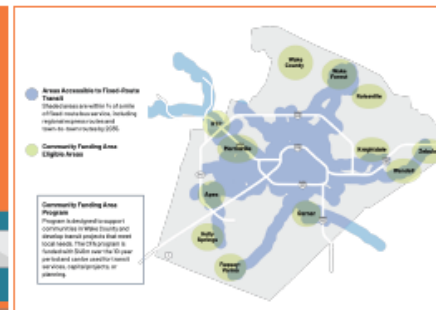 Areas Accessible to Fixed-Route
Transit
Shaded areas are within ¾ of a mile
of fixed-route bus service, including
regional express routes and
town-to-town routes by 2035.
Community Funding Area
Eligible Areas
Community Funding Area
Program
Program is designed to support
communities in Wake County and
develop transit projects that meet
local needs. The CFA program is
funded with over the 10-year
period and can be used for transit
services, capital projects, or
planning.
Wake
County
Wake
Forest
Rolesville
RTP
Morrisville
Knightdale
Zebulon
Wendell
Apex
Garner
Holly
Springs
Fuquay-
Varina